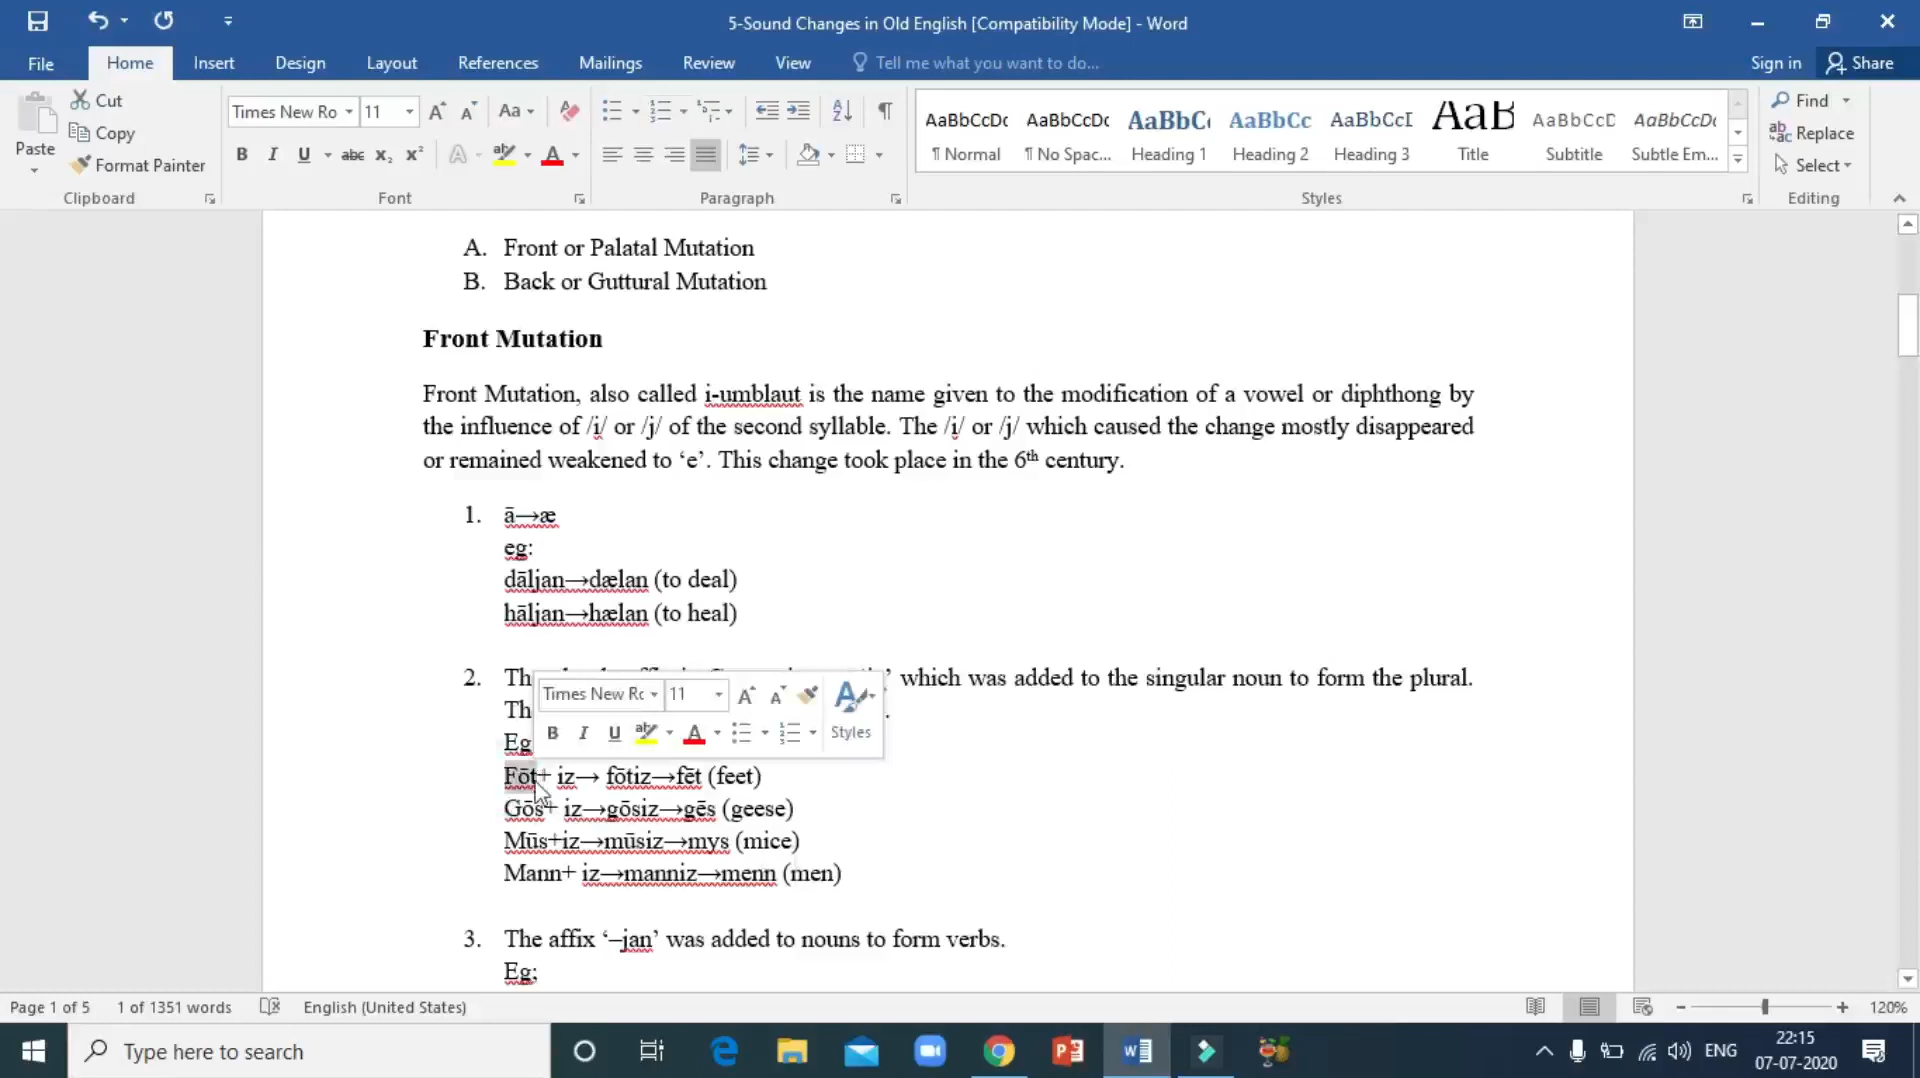 5-Sound Changes in Old English [Compatibility Mode] - Word
File Home Insert Design Layout References Mailings Review View Tell me what you want to do... Sign in Share
Paste Cut
Copy
Format Painter
Clipboard
Times New Ro 11 Aa
B I U abc x₂ x² A
Font
Paragraph
AaBbCcDc AaBbCcDc AaBbC AaBbCc AaBbCcI AaB AaBbCcD AaBbCcDc
¶ Normal ¶ No Spac... Heading 1 Heading 2 Heading 3 Title Subtitle Subtle Em...
Styles
Find
Replace
Select
Editing
A. Front or Palatal Mutation
B. Back or Guttural Mutation
Front Mutation
Front Mutation, also called i-umblaut is the name given to the modification of a vowel or diphthong by
the influence of /i/ or /j/ of the second syllable. The /i/ or /j/ which caused the change mostly disappeared
or remained weakened to ‘e’. This change took place in the 6th century.
1. ā→æ
eg:
dāljan→dælan (to deal)
hāljan→hælan (to heal)
2. Th ’ which was added to the singular noun to form the plural.
Th .
Eg
Times New Rc 11
B I U A Styles
Fōt+ iz→ fōtiz→fēt (feet)
Gōs+ iz→gōsiz→gēs (geese)
Mūs+iz→mūsiz→mys (mice)
Mann+ iz→manniz→menn (men)
3. The affix ‘–jan’ was added to nouns to form verbs.
Eg;
Page 1 of 5 1 of 1351 words English (United States) 120%
Type here to search ENG 22:15
07-07-2020